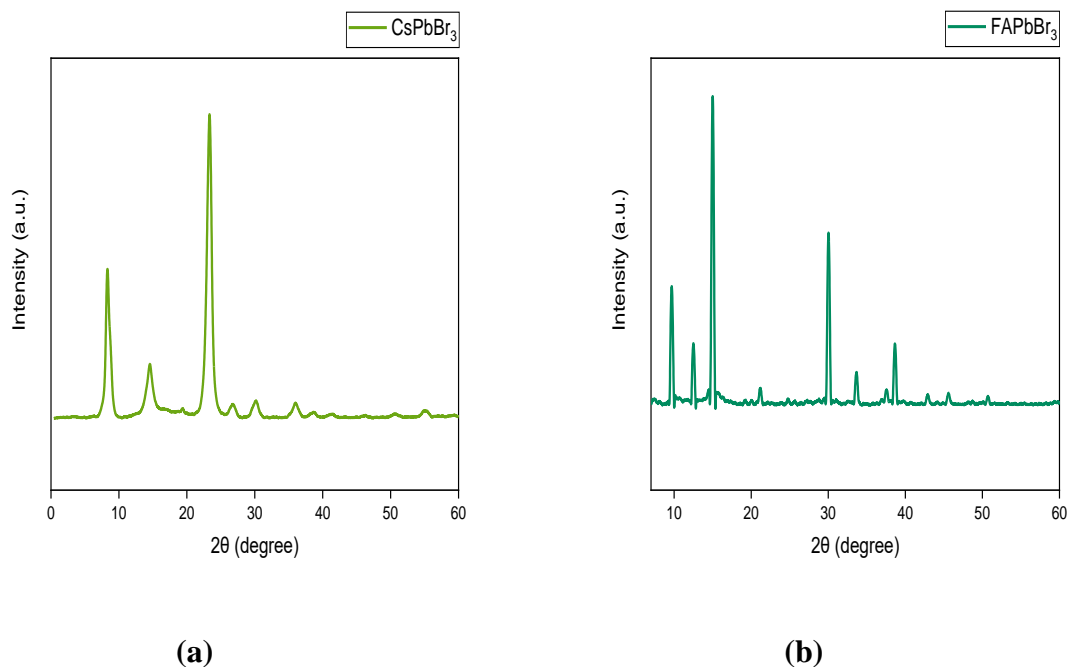 CsPbBr₃
Intensity (a.u.)
0 10 20 30 40 50 60
2θ (degree)
(a)
FAPbBr₃
Intensity (a.u.)
10 20 30 40 50 60
2θ (degree)
(b)